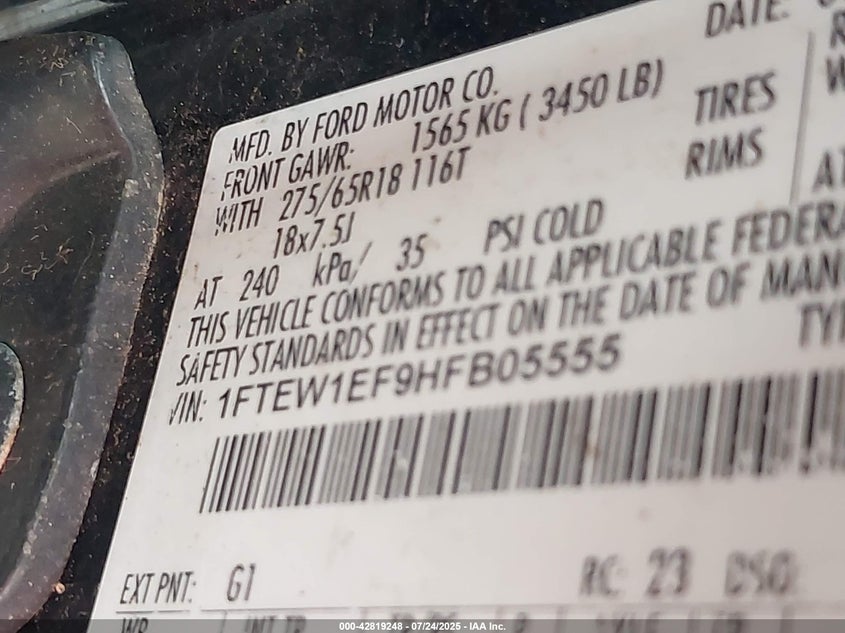 DATE:
MFD. BY FORD MOTOR CO.
FRONT GAWR: 1565 KG ( 3450 LB)
WITH 275/65R18 116T TIRES
18x7.5J RIMS
AT 240 kPa/ 35 PSI COLD
THIS VEHICLE CONFORMS TO ALL APPLICABLE FEDERA
SAFETY STANDARDS IN EFFECT ON THE DATE OF MAN
VIN: 1FTEW1EF9HFB05555
EXT PNT: G1 RC: 23 DSO:
000-42819248 - 07/24/2025 - IAA Inc.